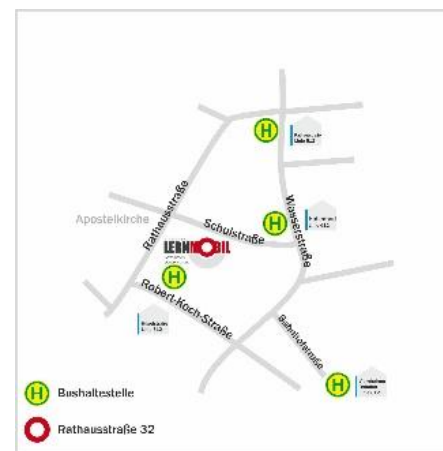 Wasserstraße
Rathausstraße
Apostelkirche
Schulstraße
LERNMOBIL
Robert-Koch-Straße
Bahnhofstraße
H
H
H
H
H Bushaltestelle
Rathausstraße 32